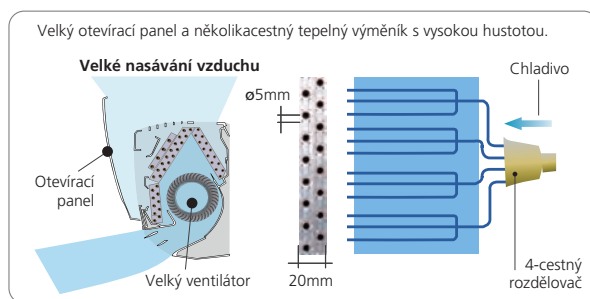 Velký otevírací panel a několikacestný tepelný výměník s vysokou hustotou.
Velké nasávání vzduchu
Otevírací
panel
Velký ventilátor
ø5mm
20mm
Chladivo
4-cestný
rozdělovač